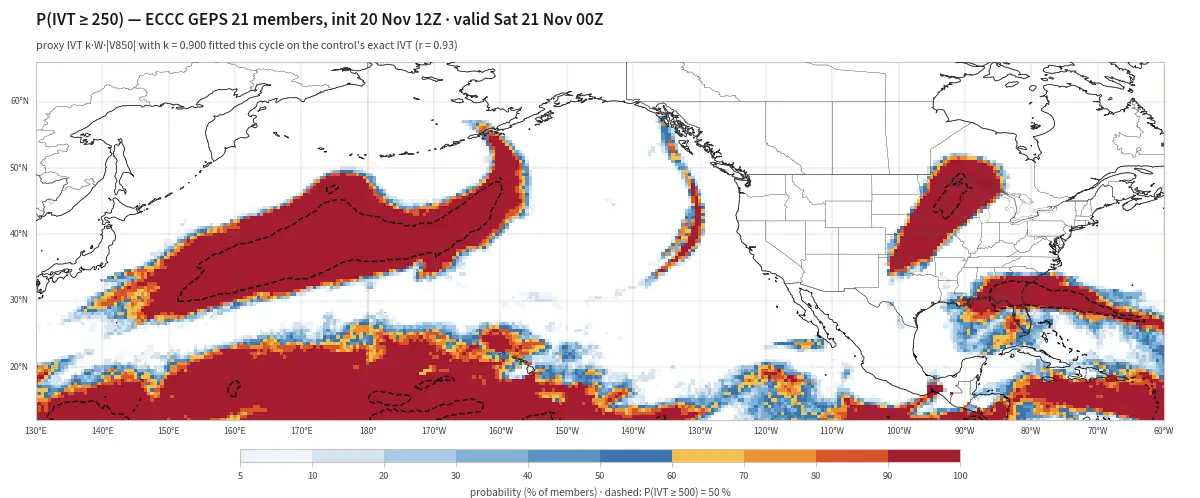 P(IVT ≥ 250) — ECCC GEPS 21 members, init 20 Nov 12Z · valid Sat 21 Nov 00Z
proxy IVT k·W·|V850| with k = 0.900 fitted this cycle on the control's exact IVT (r = 0.93)
60°N
50°N
40°N
30°N
20°N
130°E 140°E 150°E 160°E 170°E 180° 170°W 160°W 150°W 140°W 130°W 120°W 110°W 100°W 90°W 80°W 70°W 60°W
5 10 20 30 40 50 60 70 80 90 100
probability (% of members) · dashed: P(IVT ≥ 500) = 50 %